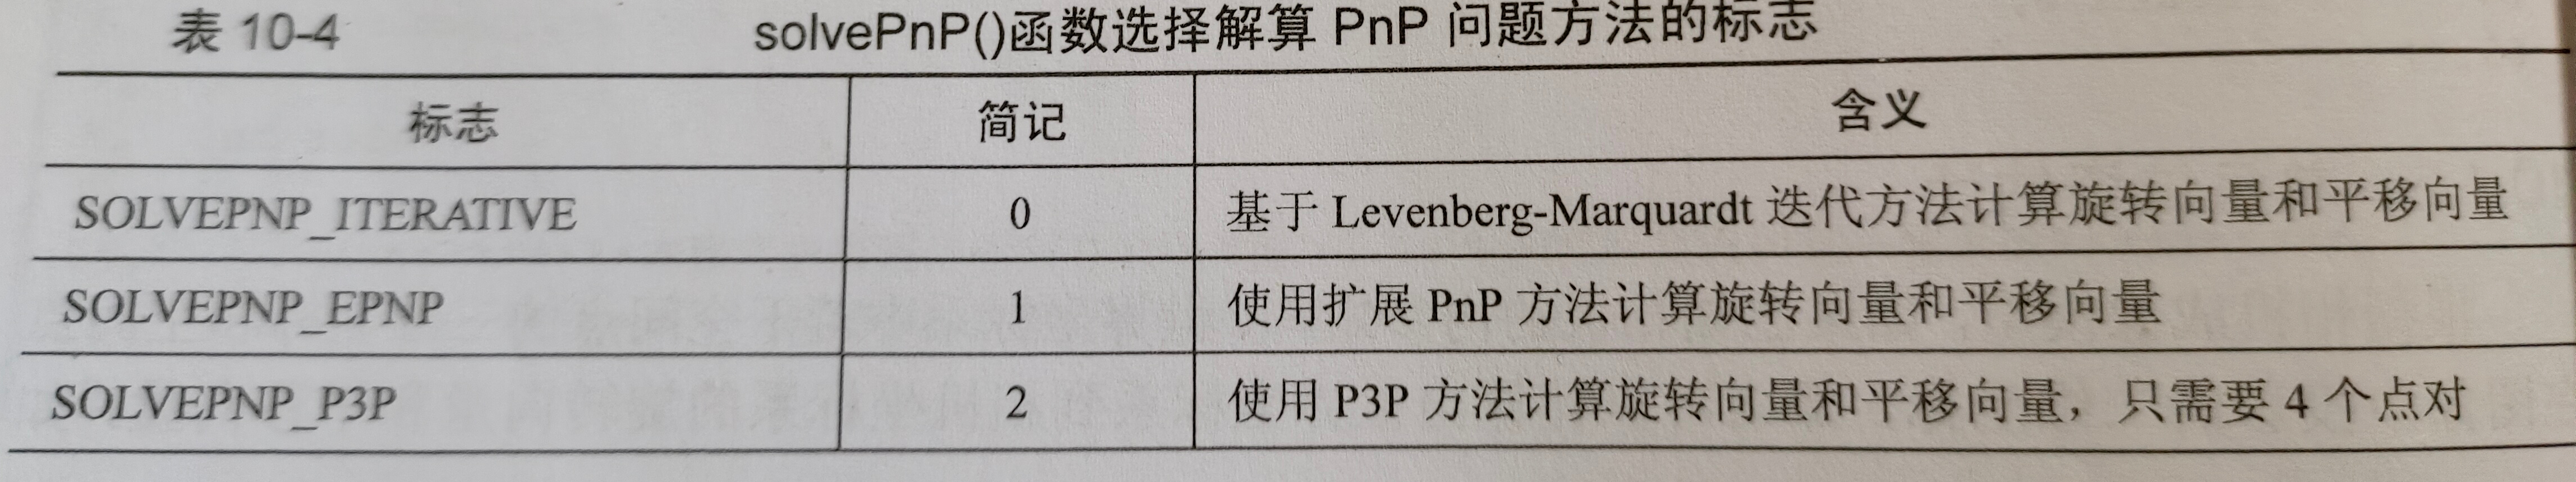 表 10-4 solvePnP()函数选择解算 PnP 问题方法的标志
标志 简记 含义
SOLVEPNP_ITERATIVE 0 基于 Levenberg-Marquardt 迭代方法计算旋转向量和平移向量
SOLVEPNP_EPNP 1 使用扩展 PnP 方法计算旋转向量和平移向量
SOLVEPNP_P3P 2 使用 P3P 方法计算旋转向量和平移向量，只需要 4 个点对